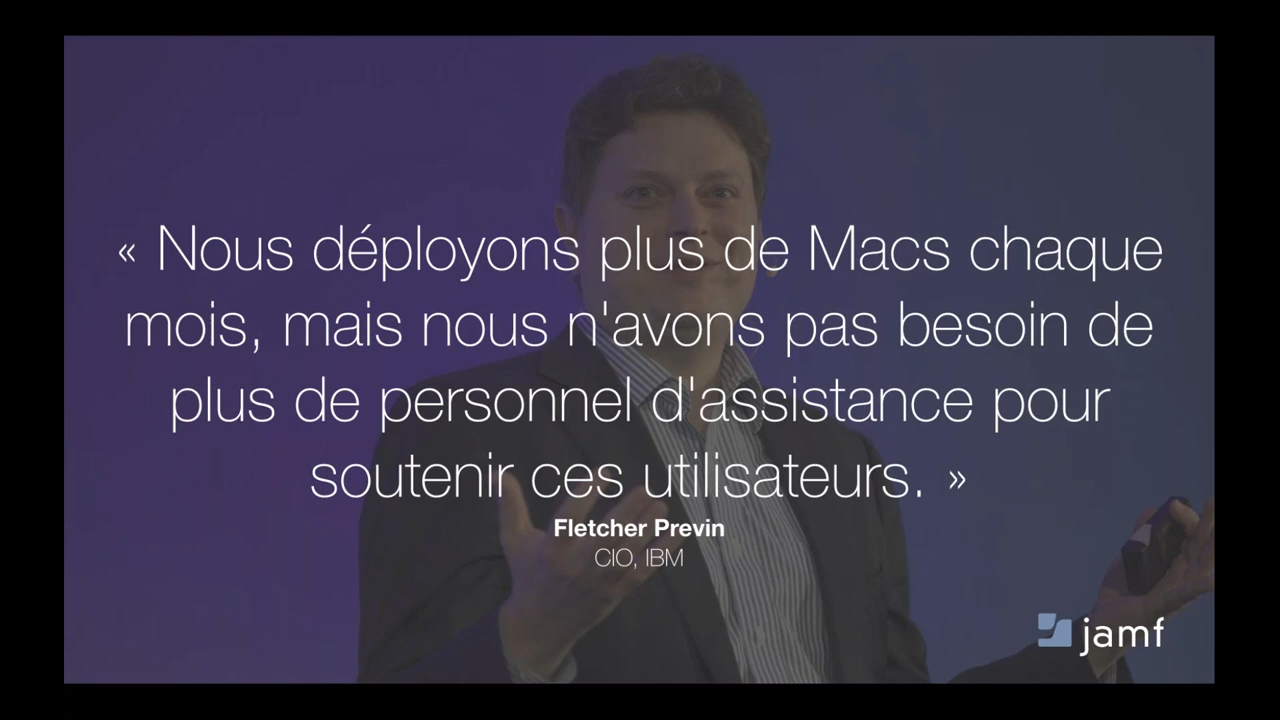 « Nous déployons plus de Macs chaque
mois, mais nous n'avons pas besoin de
plus de personnel d'assistance pour
soutenir ces utilisateurs. »
Fletcher Previn
CIO, IBM
jamf